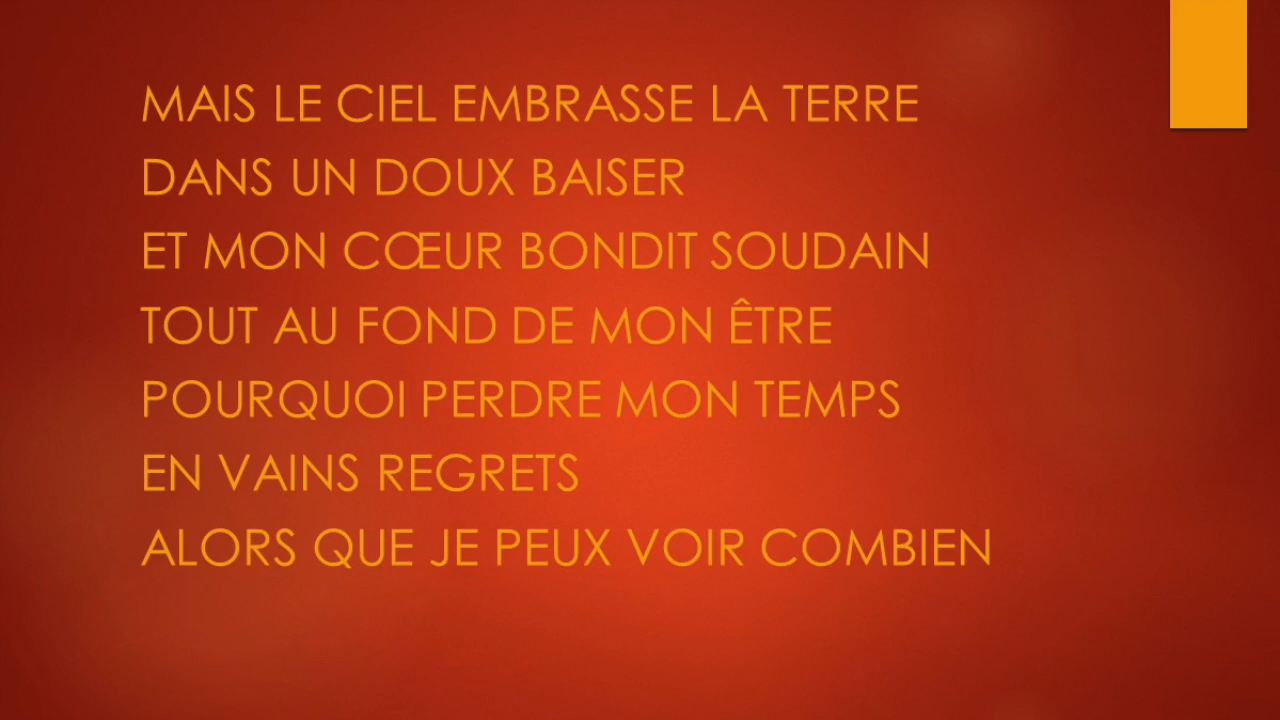 MAIS LE CIEL EMBRASSE LA TERRE
DANS UN DOUX BAISER
ET MON CŒUR BONDIT SOUDAIN
TOUT AU FOND DE MON ÊTRE
POURQUOI PERDRE MON TEMPS
EN VAINS REGRETS
ALORS QUE JE PEUX VOIR COMBIEN